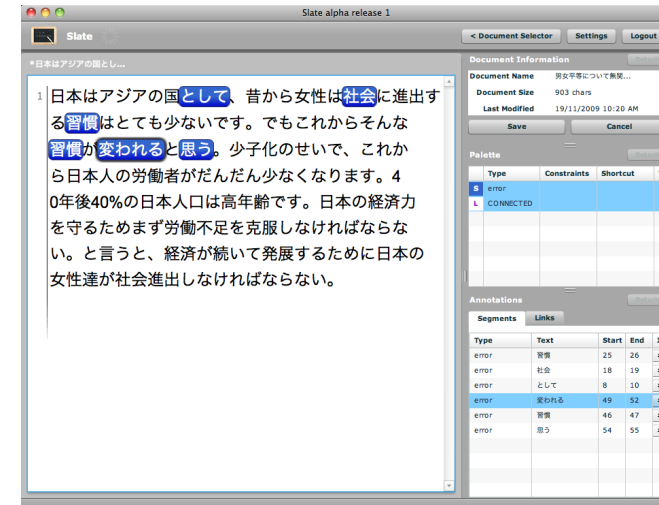 Slate alpha release 1
Slate
< Document Selector Settings Logout
*日本はアジアの国とし...
Document Information
Document Name 男女平等について無関...
Document Size 903 chars
Last Modified 19/11/2009 10:20 AM
Save Cancel
1 日本はアジアの国として、昔から女性は社会に進出す
る習慣はとても少ないです。でもこれからそんな
習慣が変われると思う。少子化のせいで、これか
ら日本人の労働者がだんだん少なくなります。4
0年後40%の日本人口は高年齢です。日本の経済力
を守るためまず労働不足を克服しなければならな
い。と言うと、経済が続いて発展するために日本の
女性達が社会進出しなければならない。
Palette
Type Constraints Shortcut
S error
L CONNECTED
Annotations
Segments Links
Type Text Start End
error 習慣 25 26
error 社会 18 19
error として 8 10
error 変われる 49 52
error 習慣 46 47
error 思う 54 55